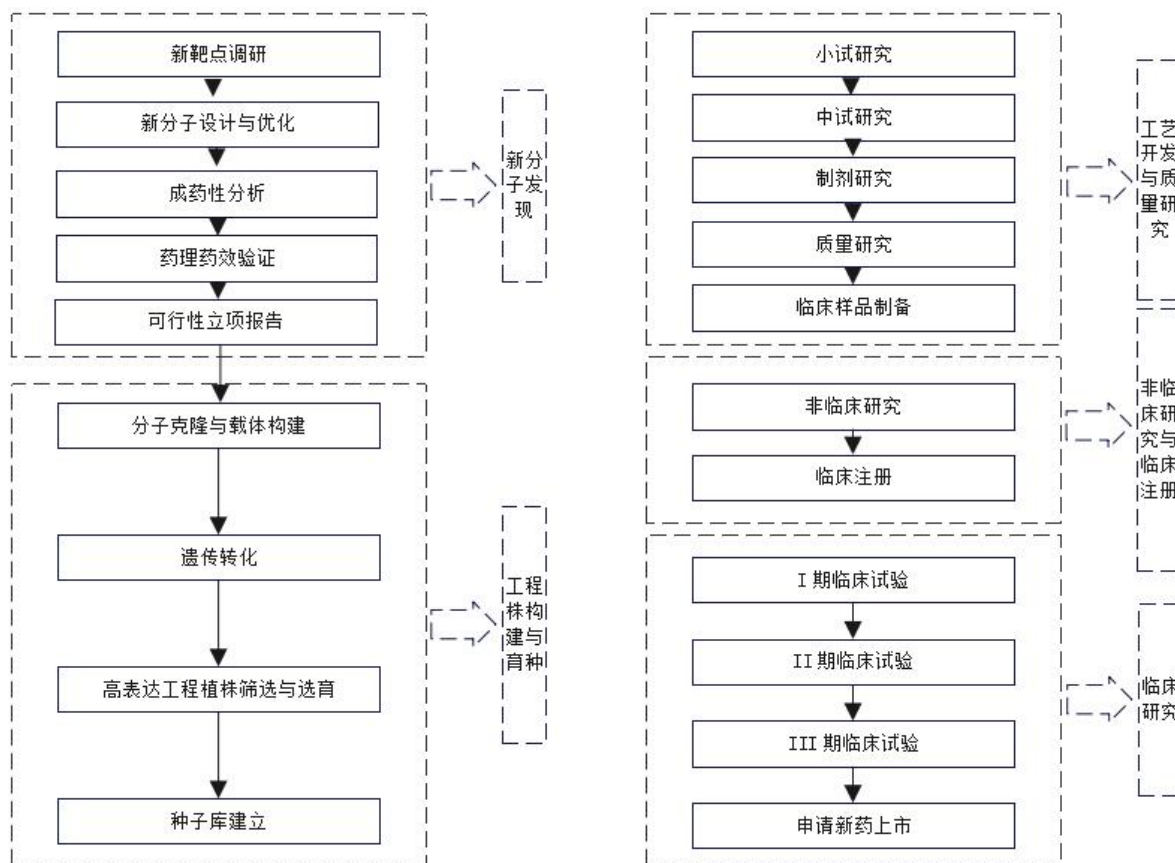 新靶点调研
新分子设计与优化
成药性分析
药理药效验证
可行性立项报告
新分
子发
现
分子克隆与载体构建
遗传转化
高表达工程植株筛选与选育
种子库建立
工程
株构
建与
育种
小试研究
中试研究
制剂研究
质量研究
临床样品制备
工艺
开发
与质
量研
究
非临床研究
临床注册
非临
床研
究与
临床
注册
I 期临床试验
II 期临床试验
III 期临床试验
申请新药上市
临床
研究